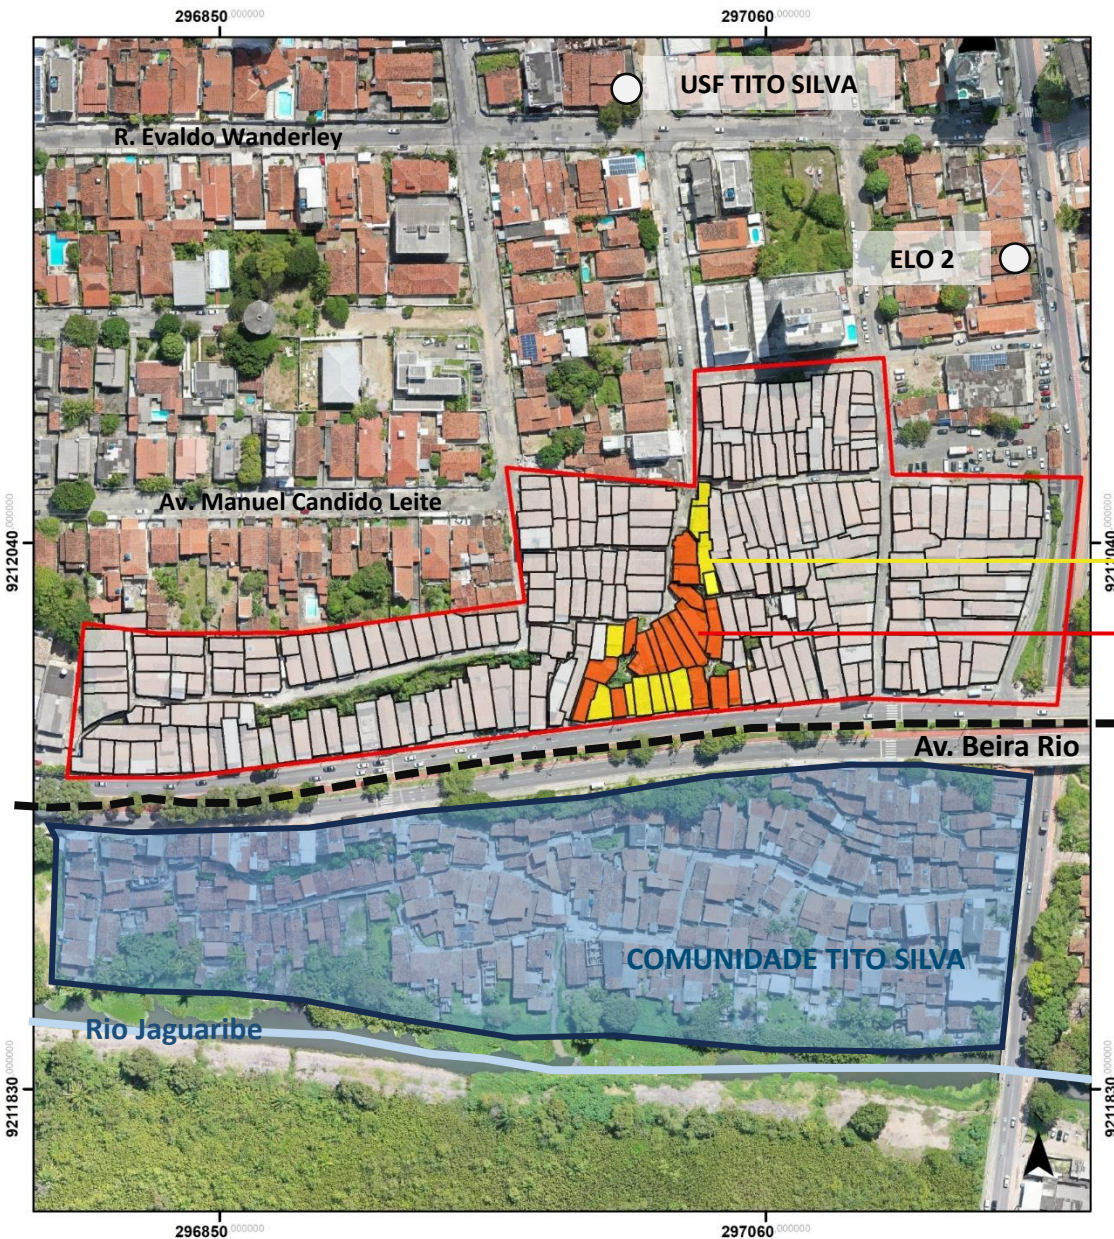 296850.000000
297060.000000
USF TITO SILVA
R. Evaldo Wanderley
ELO 2
Av. Manuel Candido Leite
9212040.000000
9212040.000000
Av. Beira Rio
COMUNIDADE TITO SILVA
Rio Jaguaribe
9211830.000000
9211830.000000
296850.000000
297060.000000